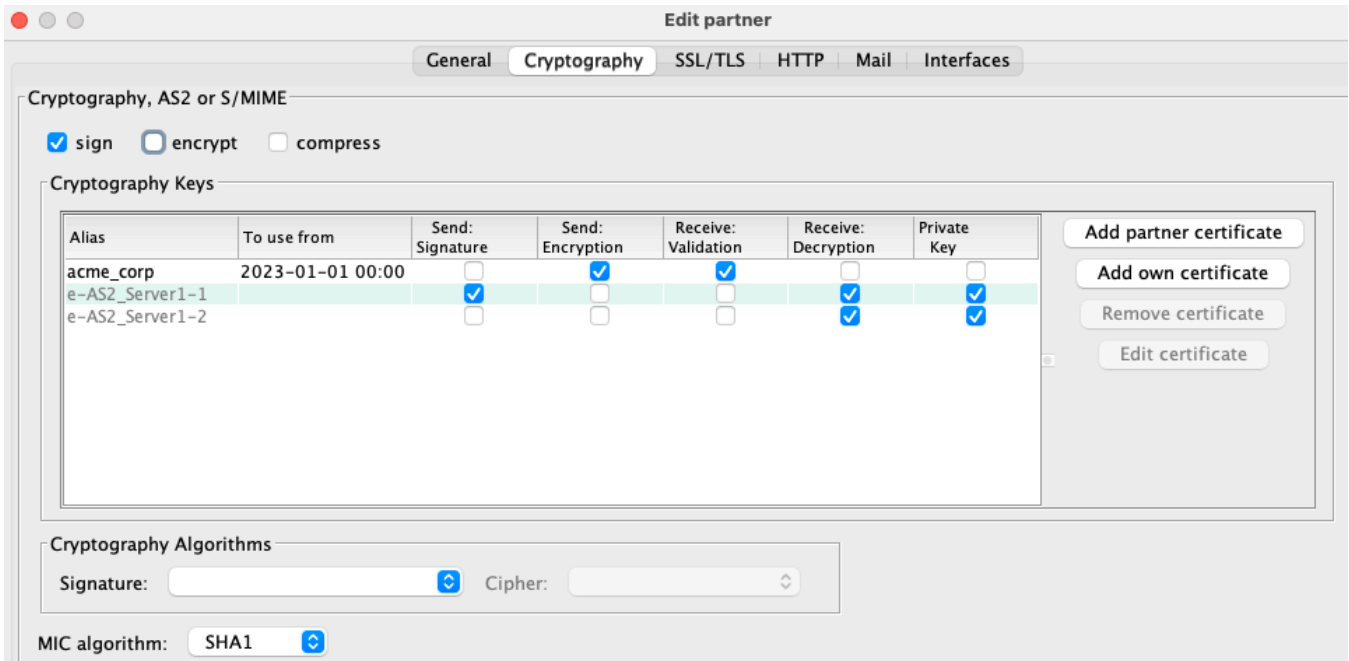 Edit partner
General Cryptography SSL/TLS HTTP Mail Interfaces
Cryptography, AS2 or S/MIME
sign encrypt compress
Cryptography Keys
Alias To use from Send: Signature Send: Encryption Receive: Validation Receive: Decryption Private Key
acme_corp 2023-01-01 00:00
e-AS2_Server1-1
e-AS2_Server1-2
Add partner certificate
Add own certificate
Remove certificate
Edit certificate
Cryptography Algorithms
Signature: Cipher:
MIC algorithm: SHA1